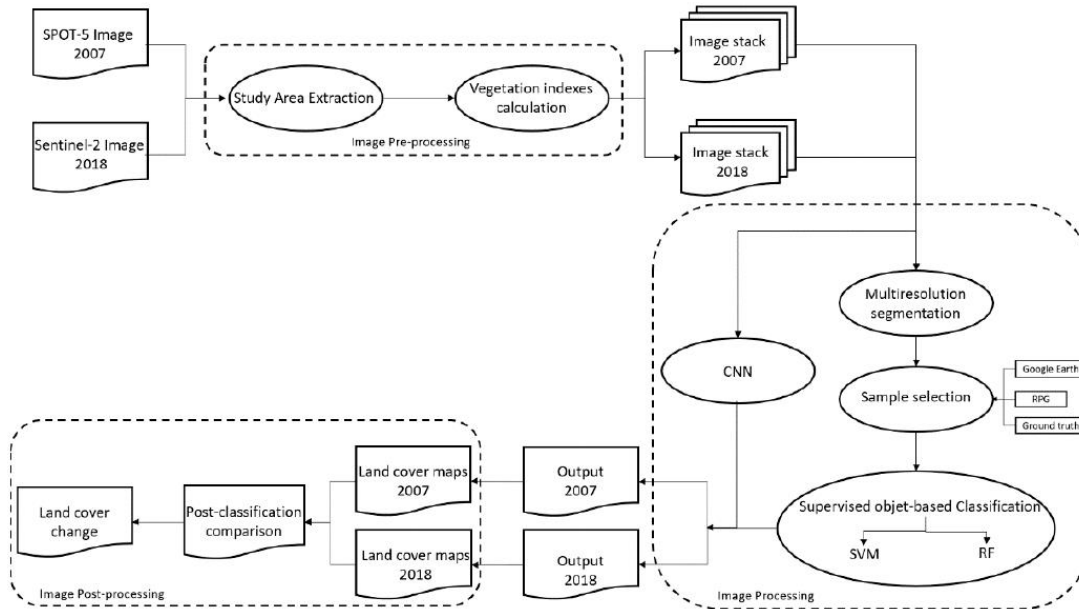 SPOT-5 Image
2007
Sentinel-2 Image
2018
Study Area Extraction
Vegetation indexes
calculation
Image Pre-processing
Image stack
2007
Image stack
2018
Multiresolution
segmentation
CNN
Sample selection
Google Earth
RPG
Ground truth
Supervised objet-based Classification
SVM
RF
Image Processing
Output
2007
Output
2018
Land cover maps
2007
Land cover maps
2018
Post-classification
comparison
Land cover
change
Image Post-processing